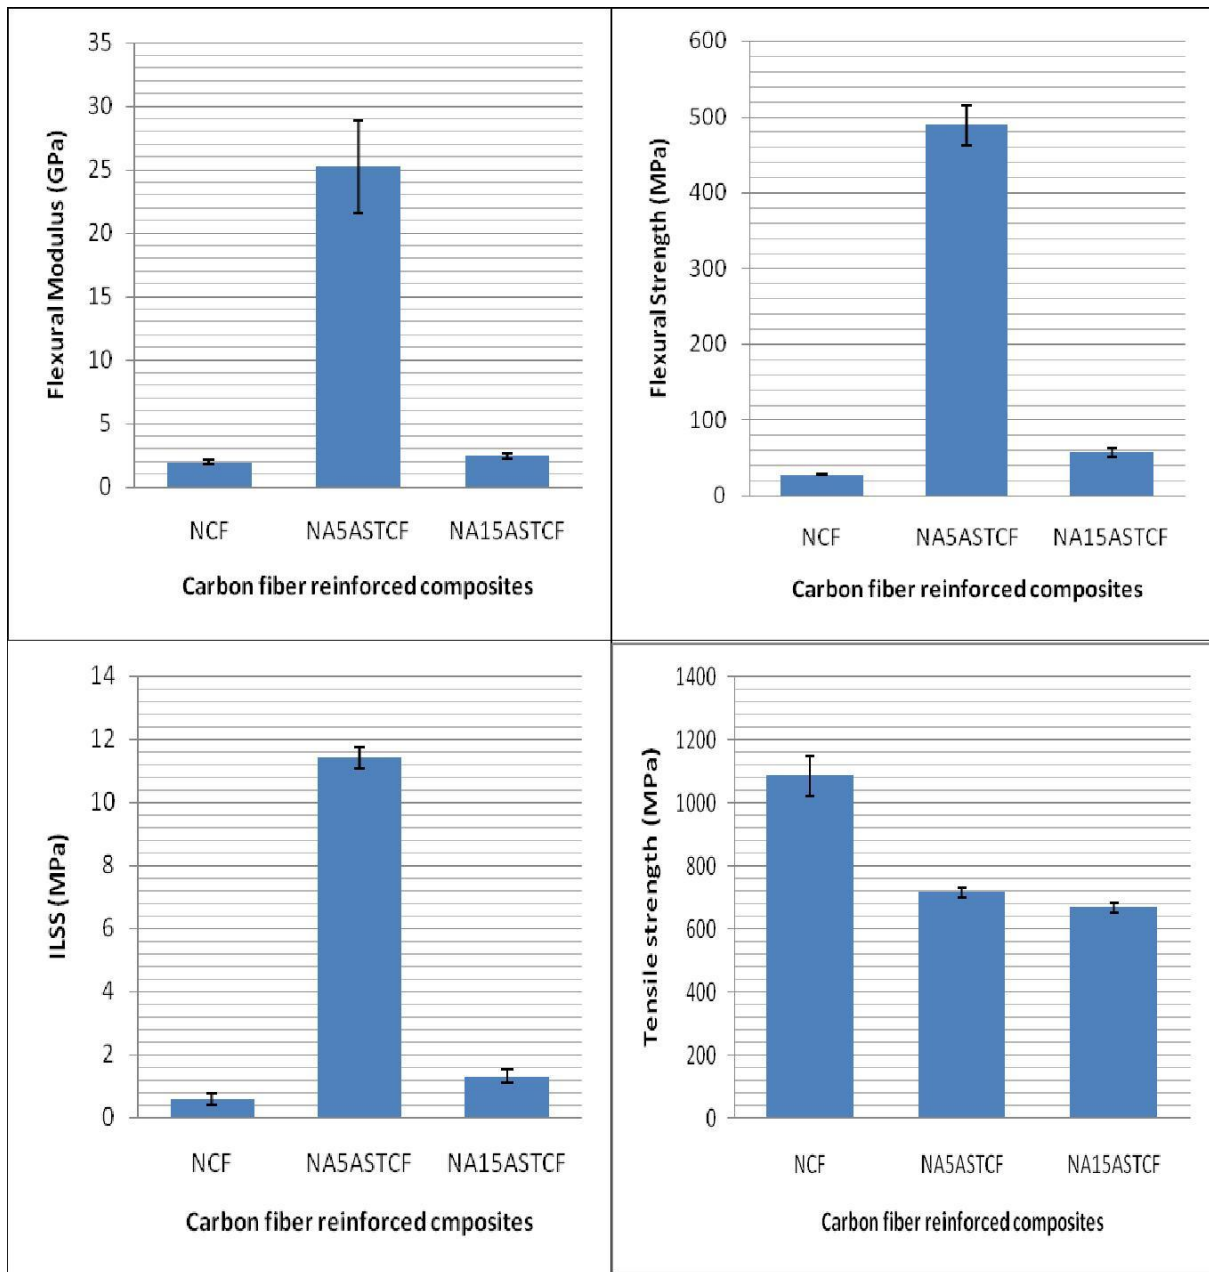 Flexural Modulus (GPa)
35
30
25
20
15
10
5
0
NCF NA5ASTCF NA15ASTCF
Carbon fiber reinforced composites
Flexural Strength (MPa)
600
500
400
300
200
100
0
NCF NA5ASTCF NA15ASTCF
Carbon fiber reinforced composites
ILSS (MPa)
14
12
10
8
6
4
2
0
NCF NA5ASTCF NA15ASTCF
Carbon fiber reinforced cmposites
Tensile strength (MPa)
1400
1200
1000
800
600
400
200
0
NCF NA5ASTCF NA15ASTCF
Carbon fiber reinforced composites